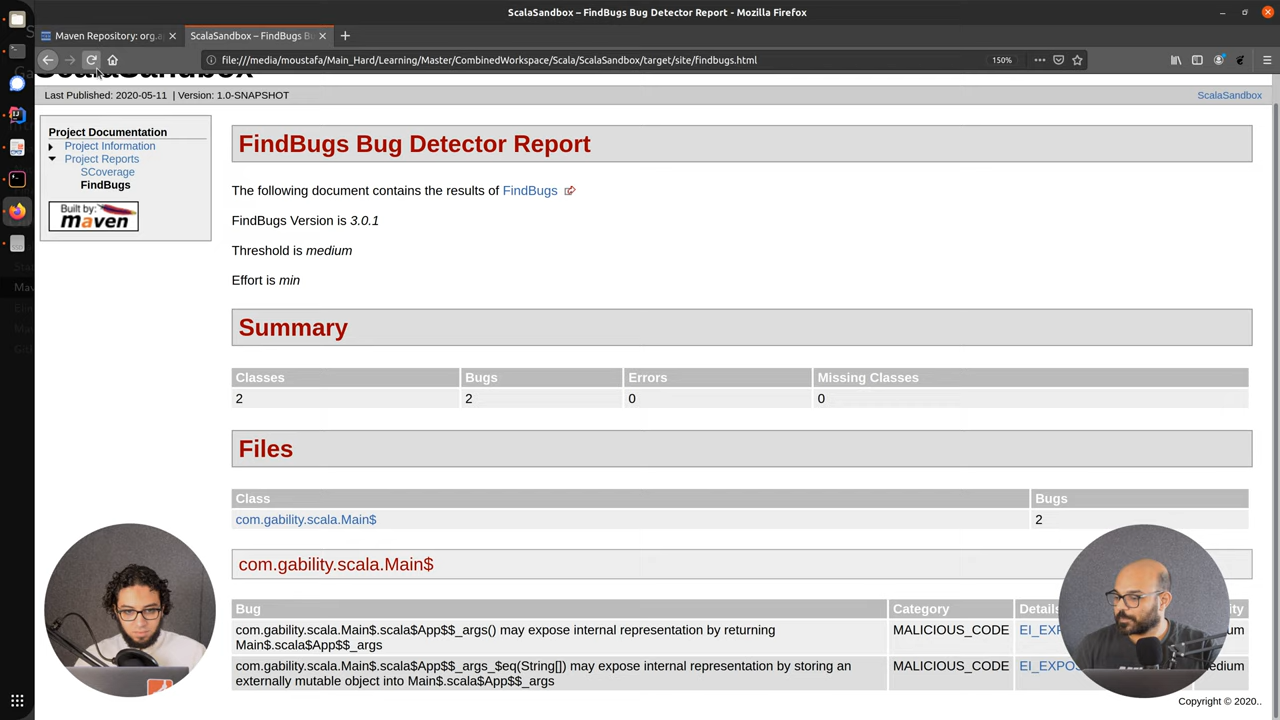 ScalaSandbox – FindBugs Bug Detector Report - Mozilla Firefox
Maven Repository: org.a
ScalaSandbox – FindBugs Bu
file:///media/moustafa/Main_Hard/Learning/Master/CombinedWorkspace/Scala/ScalaSandbox/target/site/findbugs.html
150%
ScalaSandbox
Last Published: 2020-05-11 | Version: 1.0-SNAPSHOT
ScalaSandbox
Project Documentation
Project Information
Project Reports
SCoverage
FindBugs
Built by:
maven
FindBugs Bug Detector Report
The following document contains the results of FindBugs
FindBugs Version is 3.0.1
Threshold is medium
Effort is min
Summary
Classes Bugs Errors Missing Classes
2 2 0 0
Files
Class Bugs
com.gability.scala.Main$ 2
com.gability.scala.Main$
Bug Category Details
com.gability.scala.Main$.scala$App$$_args() may expose internal representation by returning MALICIOUS_CODE
Main$.scala$App$$_args
com.gability.scala.Main$.scala$App$$_args_$eq(String[]) may expose internal representation by storing an MALICIOUS_CODE
externally mutable object into Main$.scala$App$$_args
Copyright © 2020..